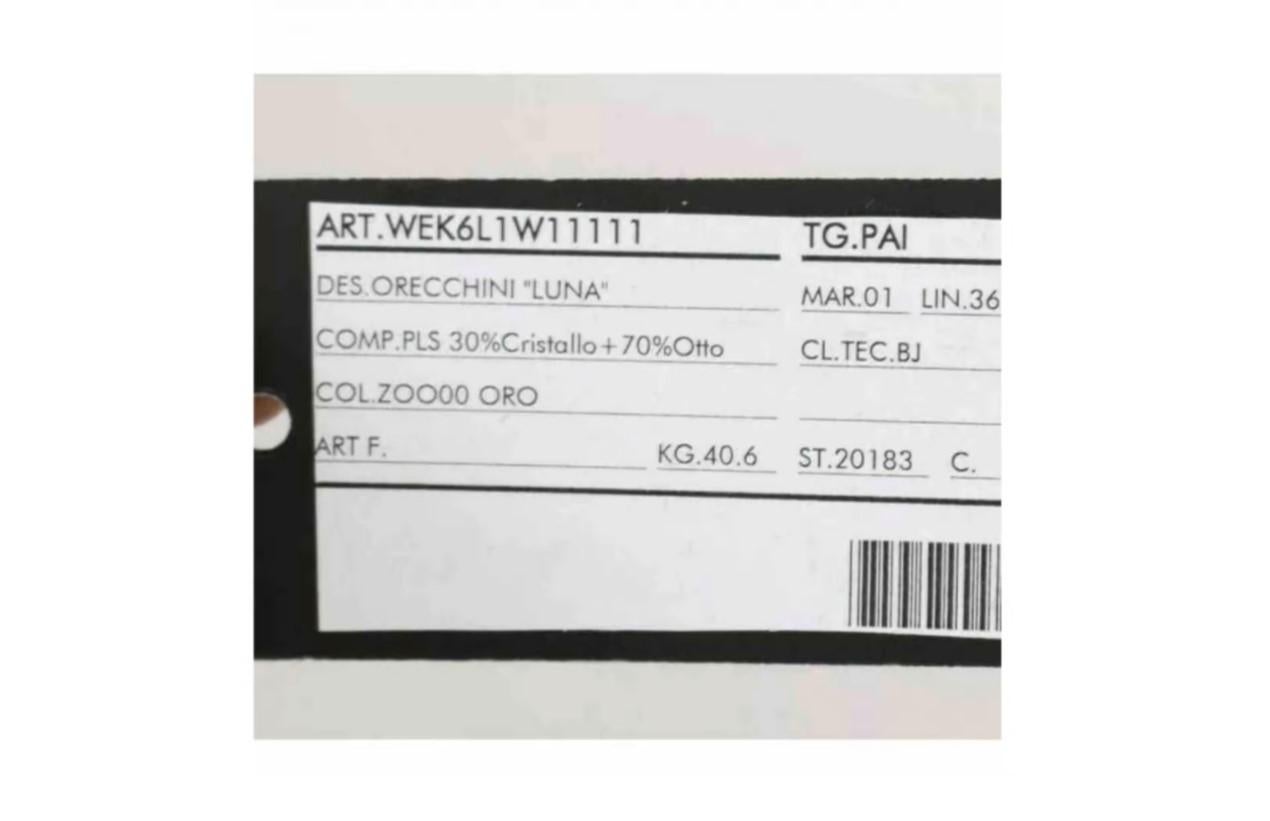 ART.WEK6L1W11111 TG.PAI
DES.ORECCHINI "LUNA" MAR.01 LIN.36
COMP.PLS 30%Cristallo+70%Otto CL.TEC.BJ
COL.ZOO00 ORO
ART F. KG.40.6 ST.20183 C.